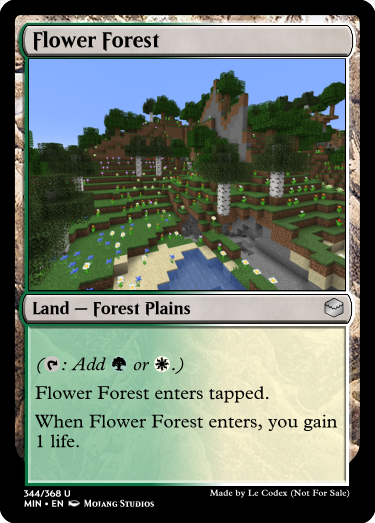 Flower Forest
Land — Forest Plains
(: Add or .)
Flower Forest enters tapped.
When Flower Forest enters, you gain
1 life.
344/368 U
MIN • EN Mojang Studios
Made by Le Codex (Not For Sale)